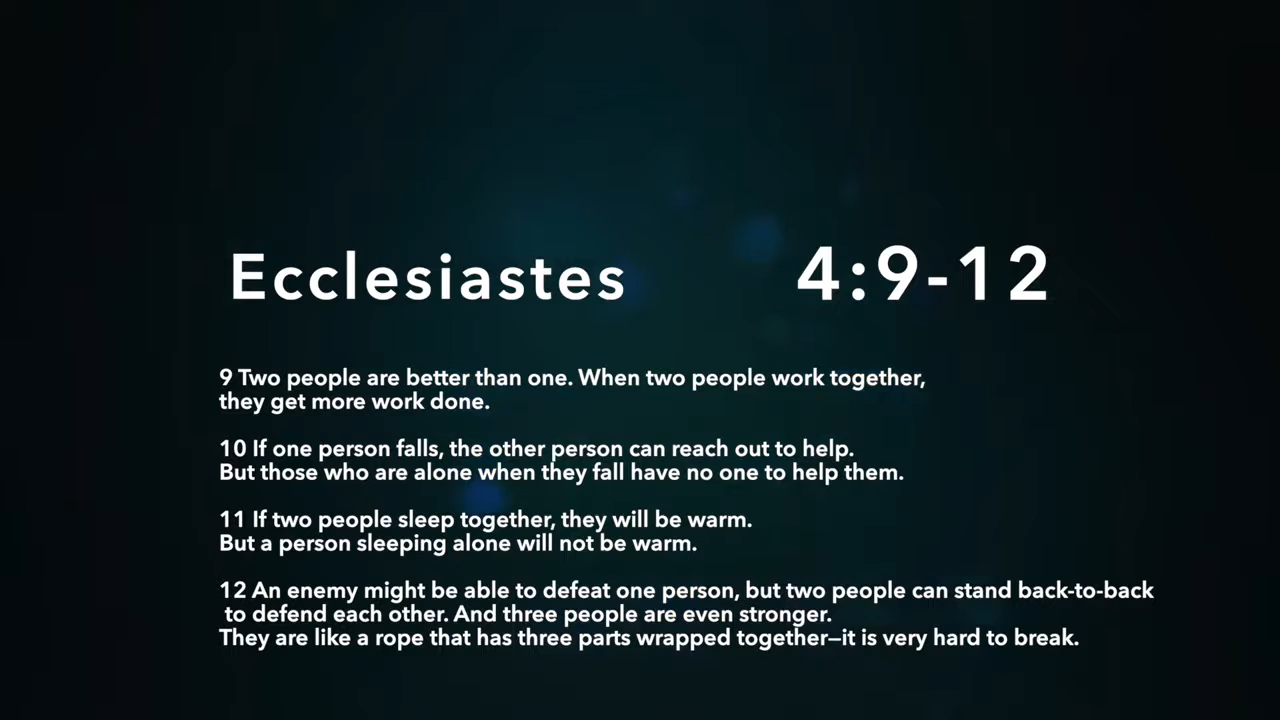 Ecclesiastes 4:9-12
9 Two people are better than one. When two people work together,
they get more work done.
10 If one person falls, the other person can reach out to help.
But those who are alone when they fall have no one to help them.
11 If two people sleep together, they will be warm.
But a person sleeping alone will not be warm.
12 An enemy might be able to defeat one person, but two people can stand back-to-back
to defend each other. And three people are even stronger.
They are like a rope that has three parts wrapped together—it is very hard to break.